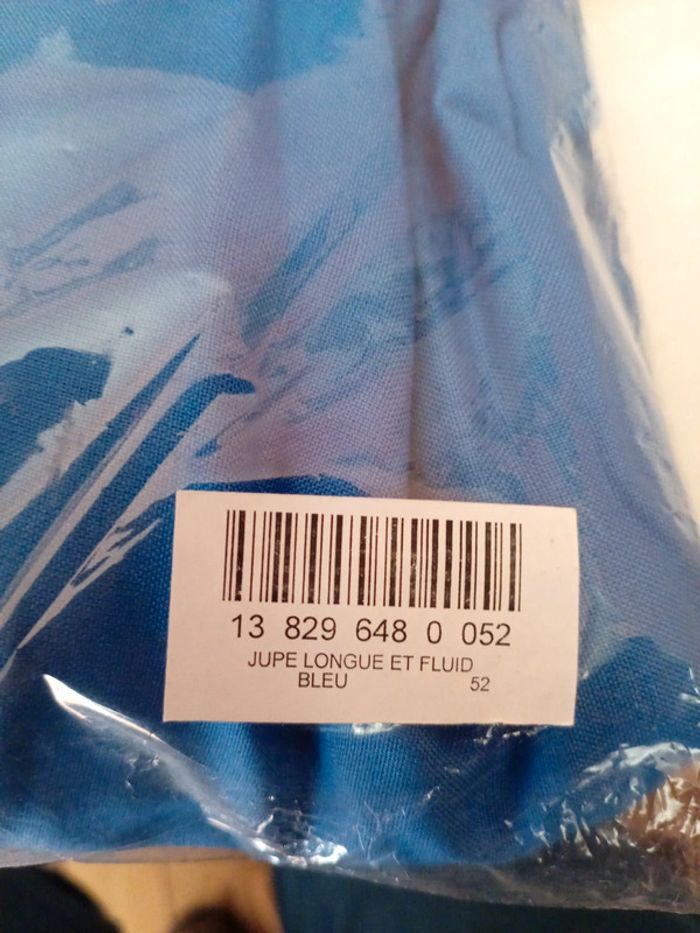 13 829 648 0 052
JUPE LONGUE ET FLUID
BLEU 52